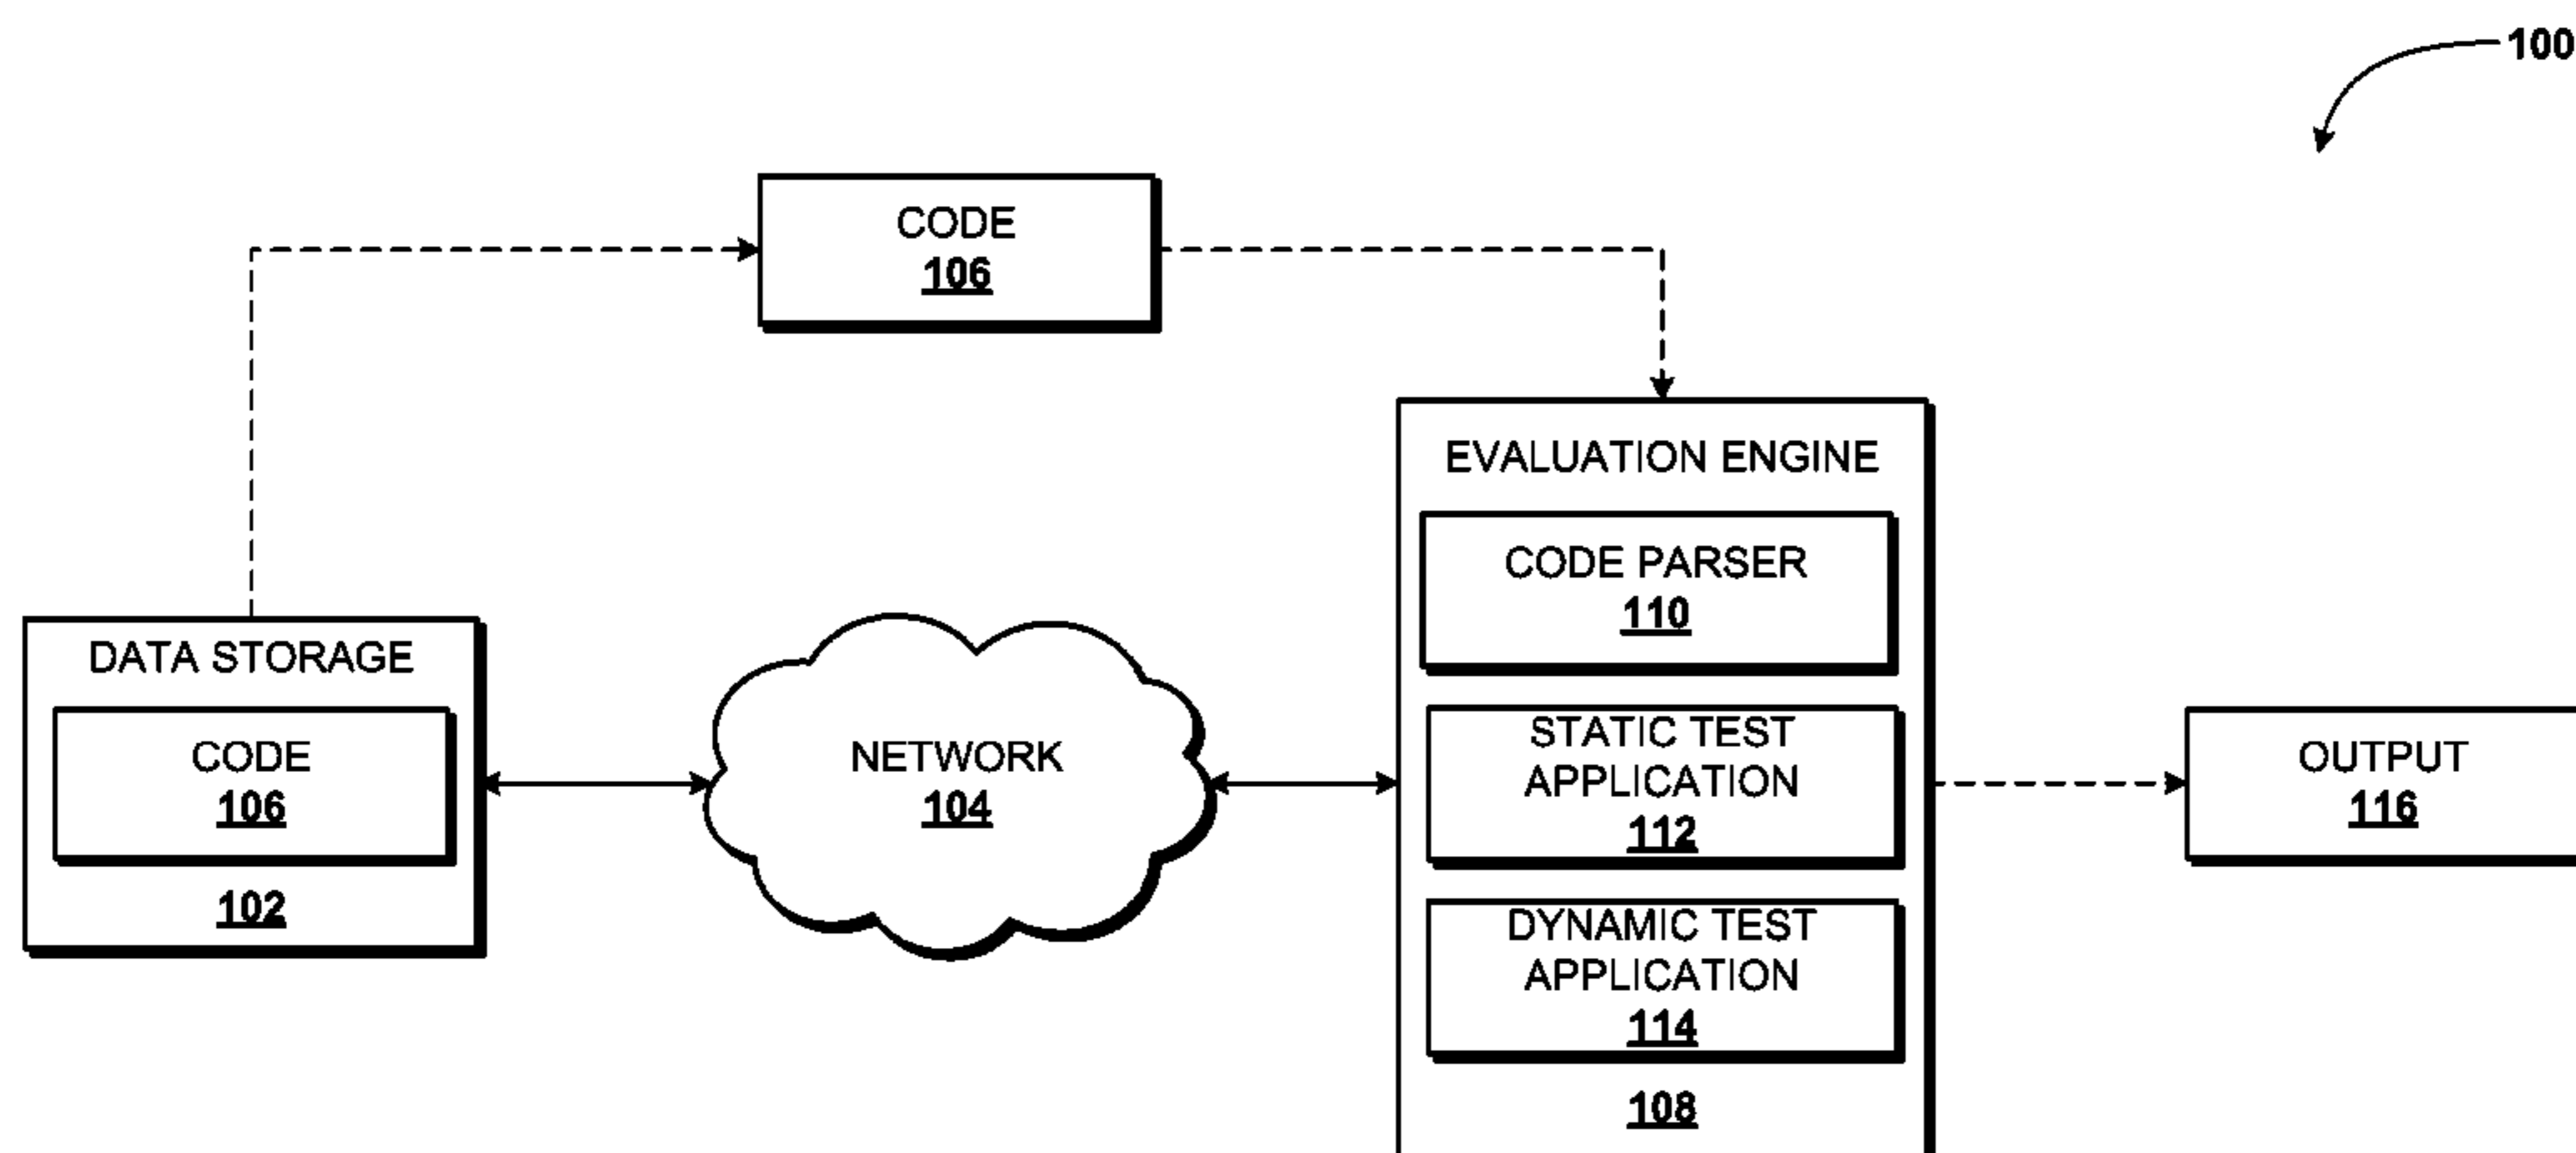 100
CODE
106
EVALUATION ENGINE
CODE PARSER
110
DATA STORAGE
CODE
106
102
NETWORK
104
STATIC TEST
APPLICATION
112
DYNAMIC TEST
APPLICATION
114
108
OUTPUT
116